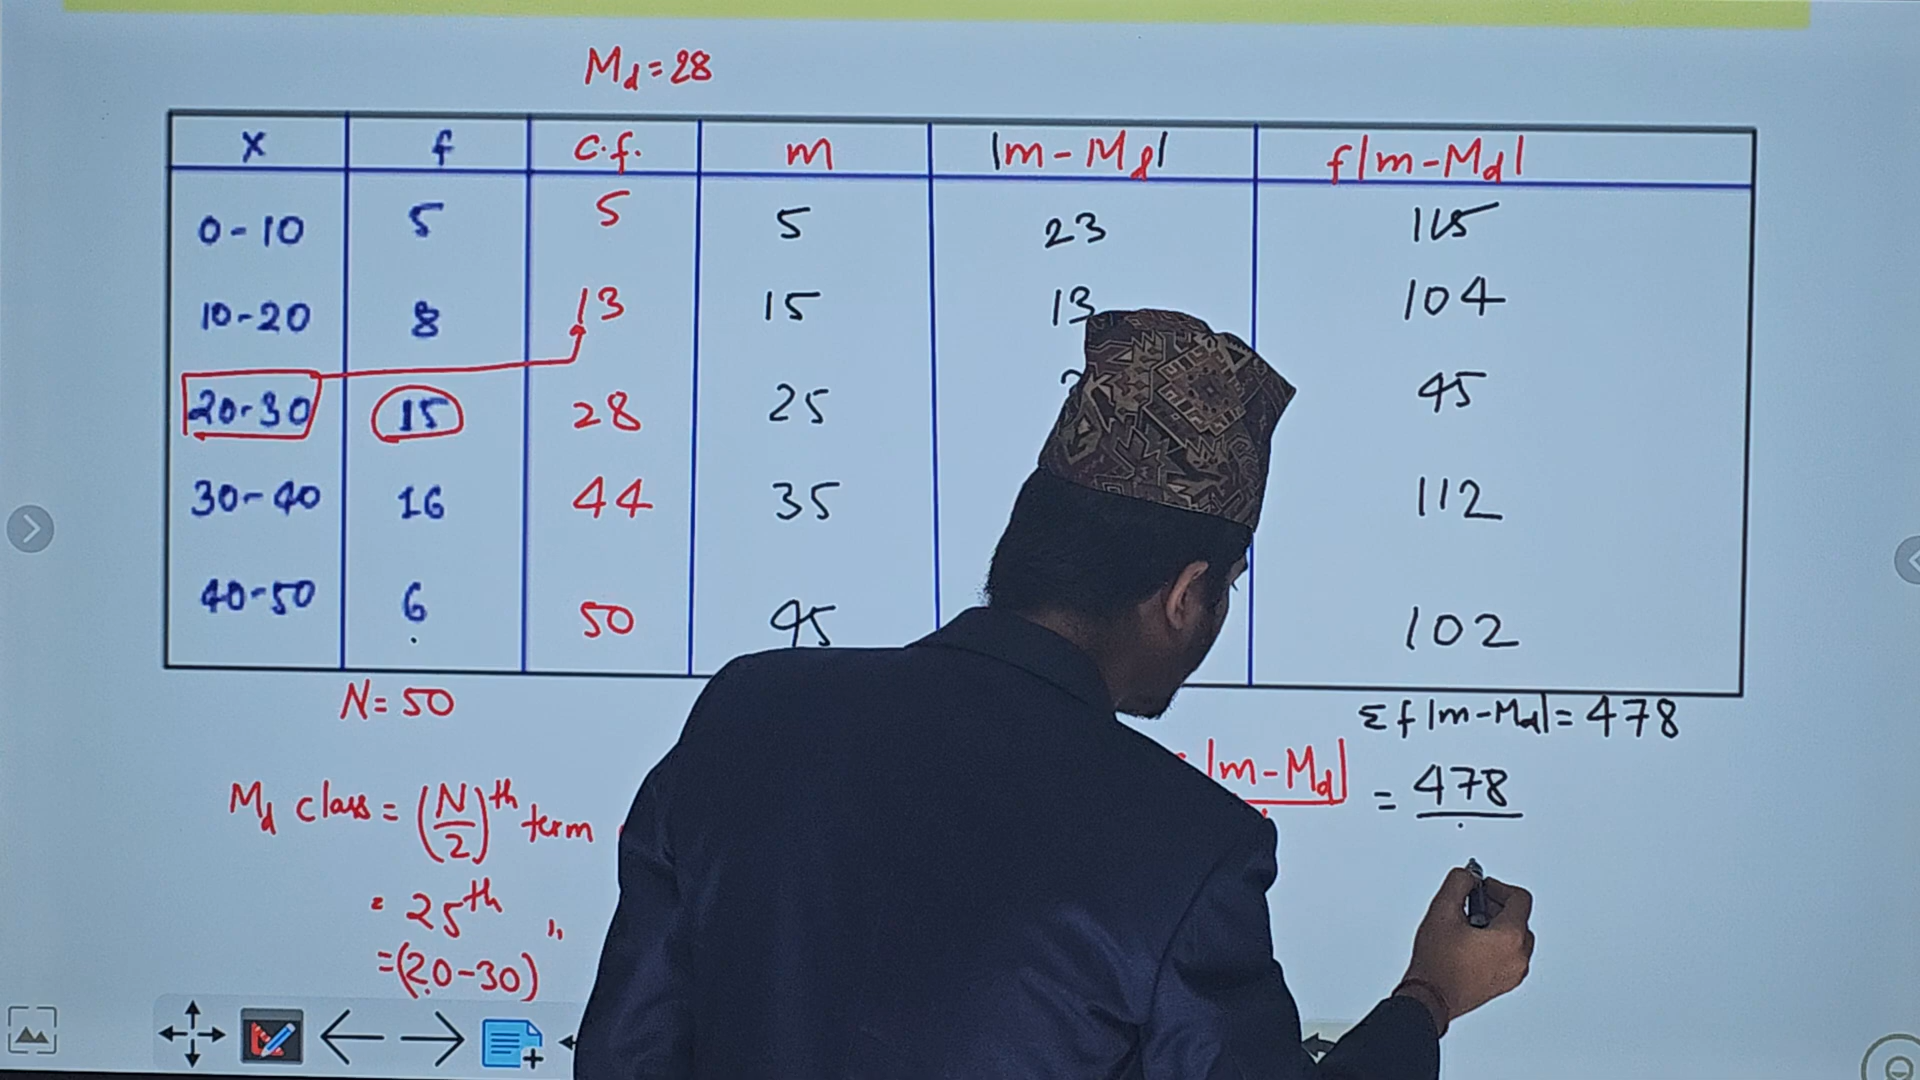 Md = 28
X f c.f. m |m - Md| f|m - Md|
0-10 5 5 5 23 115
10-20 8 13 15 13 104
20-30 15 28 25 45
30-40 16 44 35 112
40-50 6 50 45 102
N = 50 Σf|m-Md| = 478
Md class = (N/2)th term |m-Md| = 478
= 25th ,,
= (20-30)